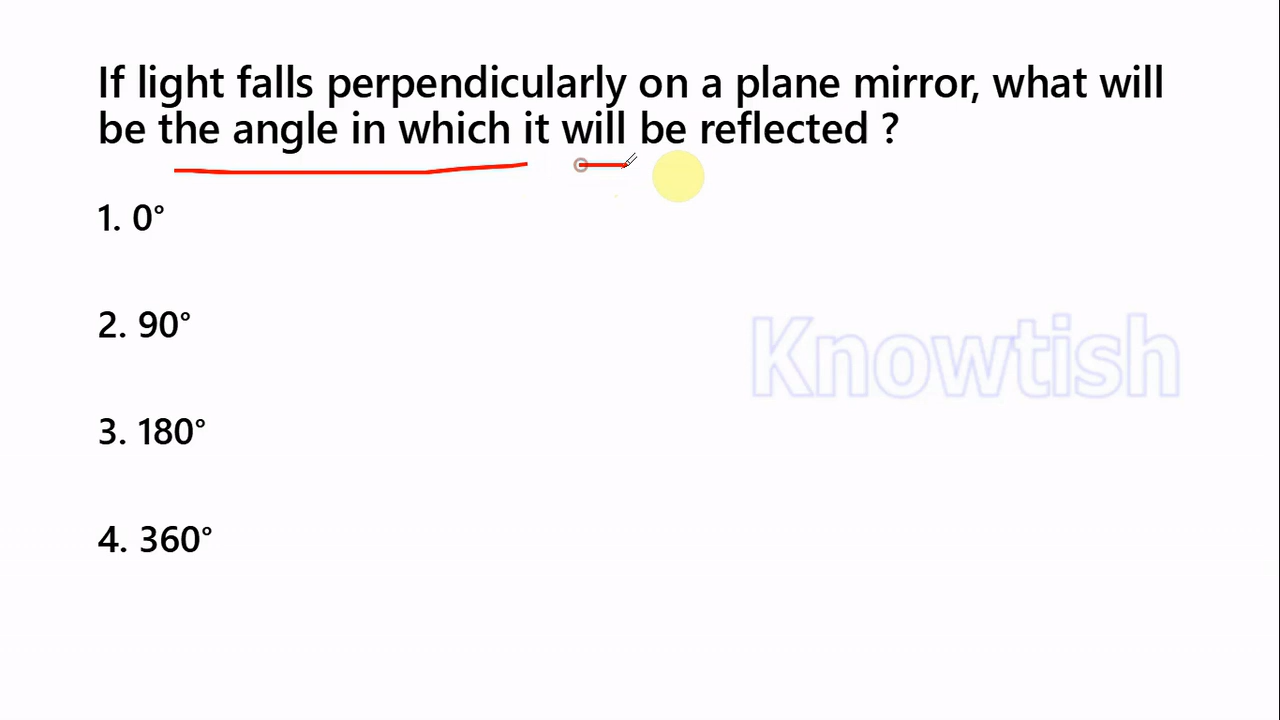 If light falls perpendicularly on a plane mirror, what will
be the angle in which it will be reflected ?
1. 0°
2. 90°
Knowtish
3. 180°
4. 360°